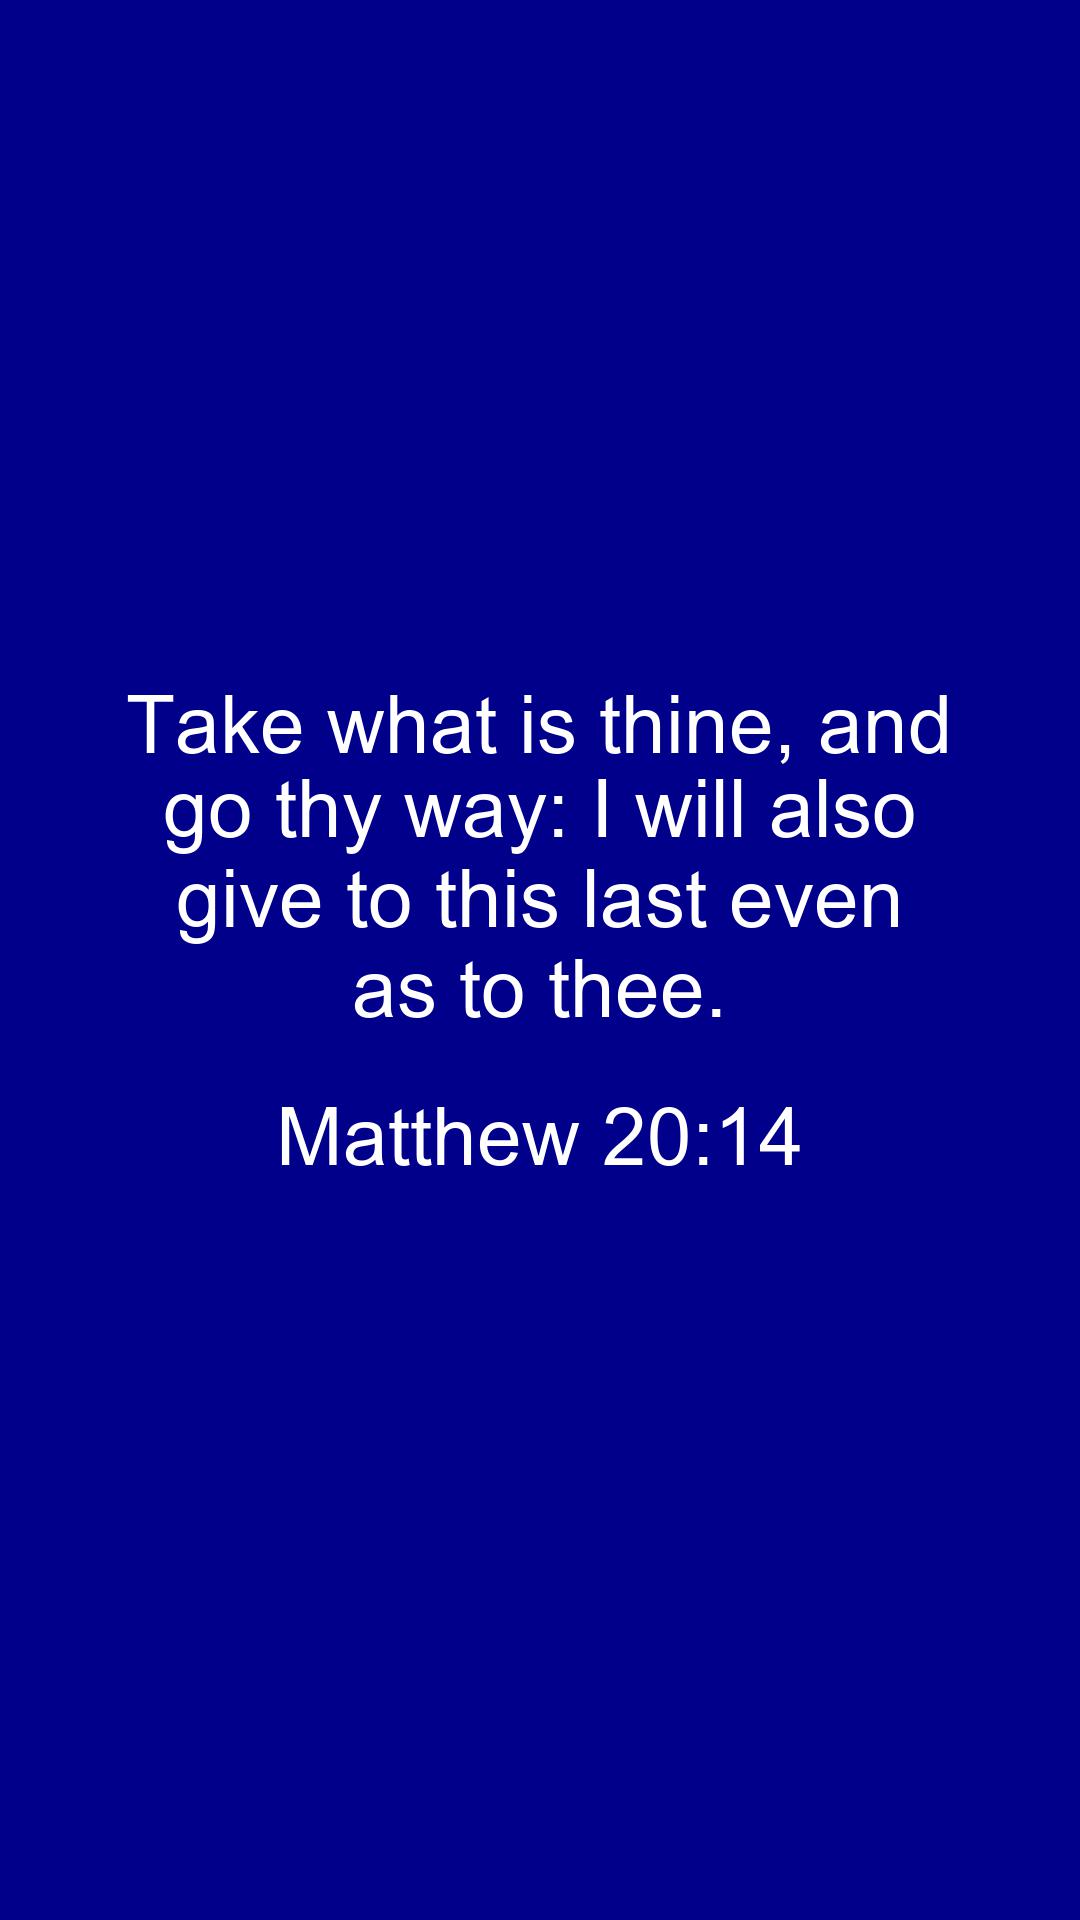 Take what is thine, and
go thy way: I will also
give to this last even
as to thee.
Matthew 20:14